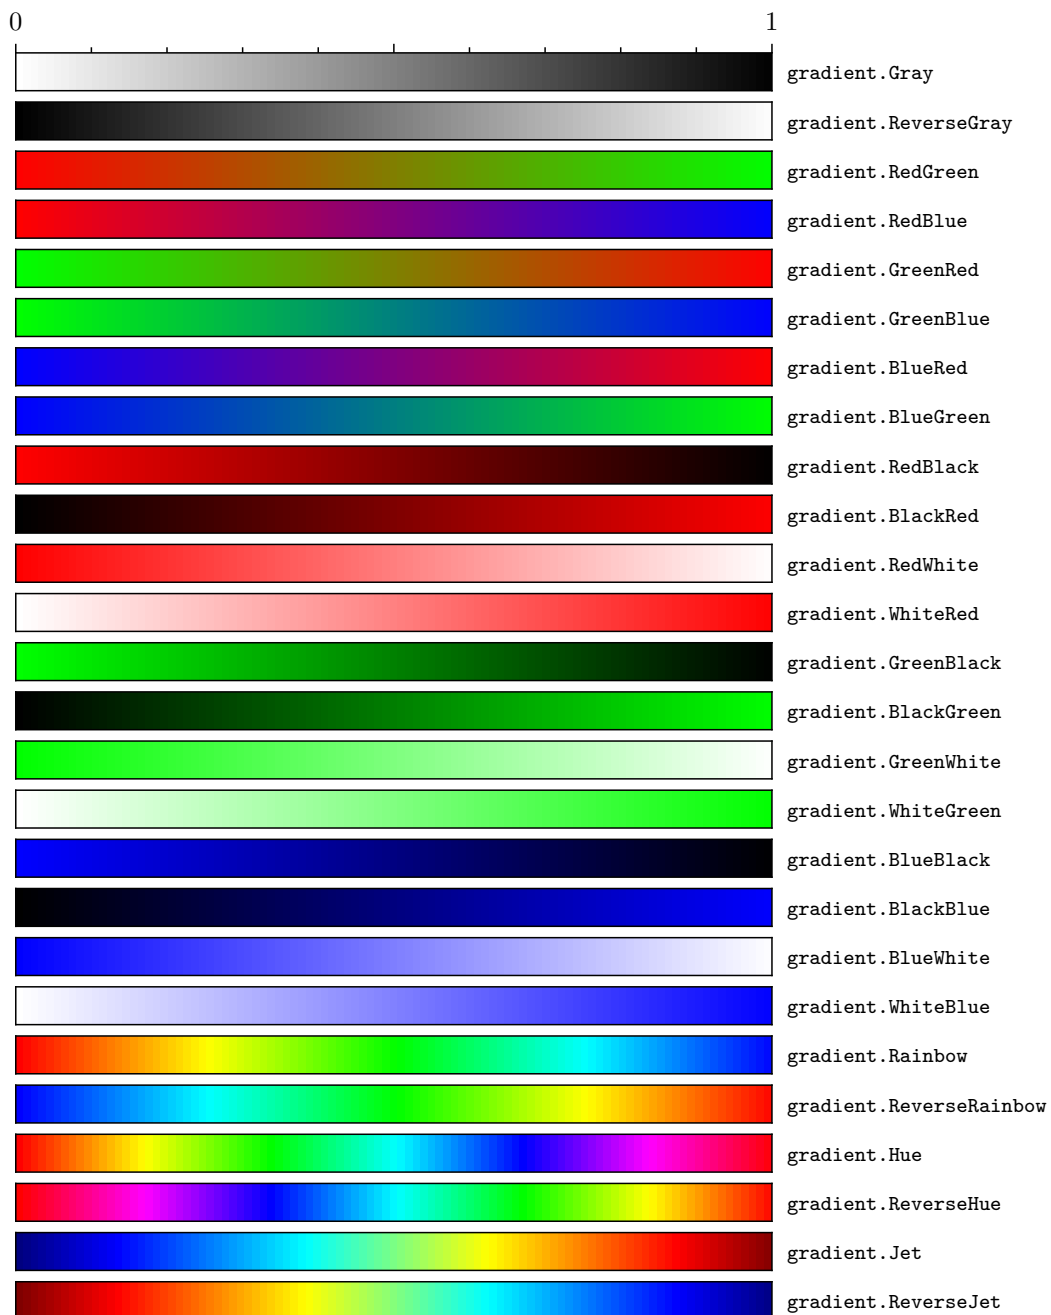 0 1
gradient.Gray
gradient.ReverseGray
gradient.RedGreen
gradient.RedBlue
gradient.GreenRed
gradient.GreenBlue
gradient.BlueRed
gradient.BlueGreen
gradient.RedBlack
gradient.BlackRed
gradient.RedWhite
gradient.WhiteRed
gradient.GreenBlack
gradient.BlackGreen
gradient.GreenWhite
gradient.WhiteGreen
gradient.BlueBlack
gradient.BlackBlue
gradient.BlueWhite
gradient.WhiteBlue
gradient.Rainbow
gradient.ReverseRainbow
gradient.Hue
gradient.ReverseHue
gradient.Jet
gradient.ReverseJet